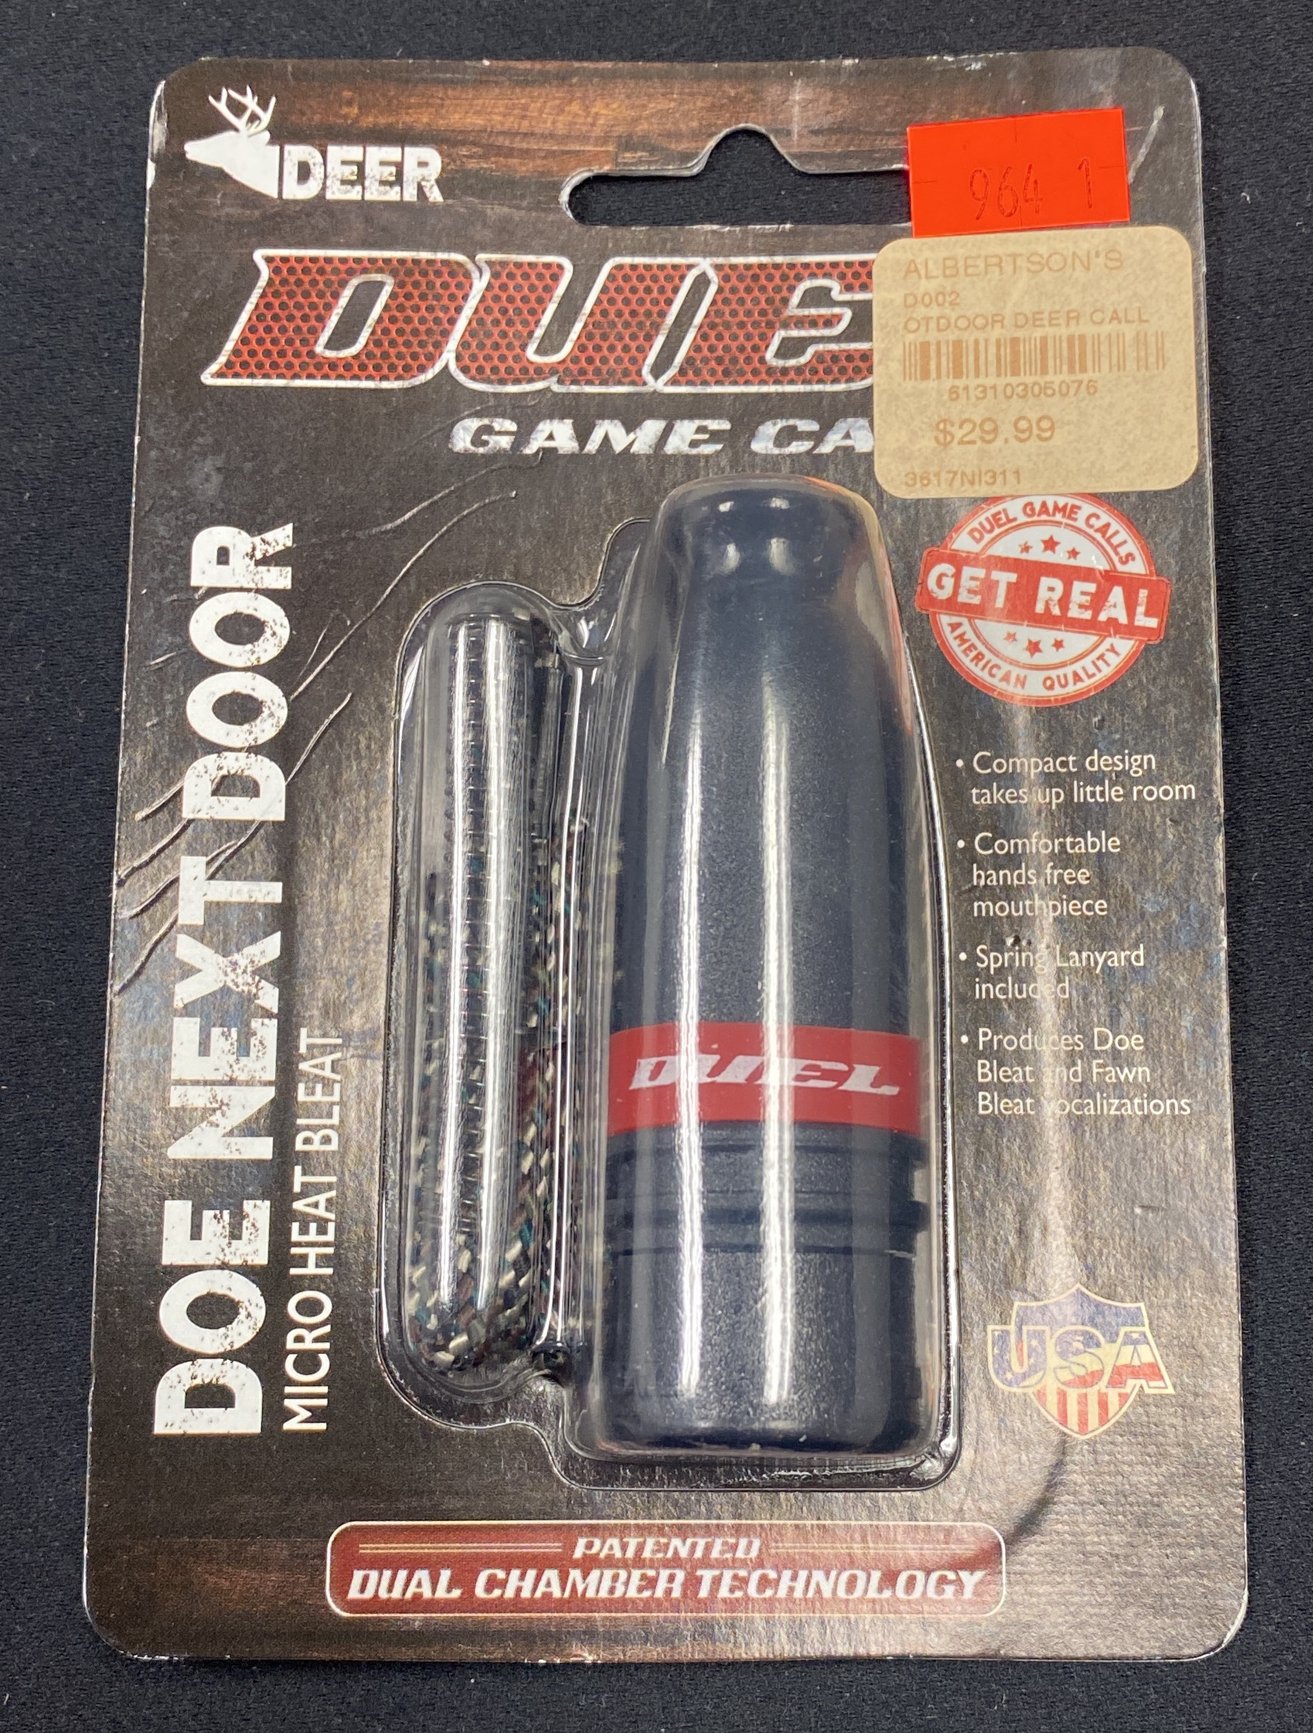 DEER
964 1
DUE
GAME CA
ALBERTSON'S
D002
OTDOOR DEER CALL
61310305076
$29.99
3617NI311
DUEL GAME CALLS
GET REAL
AMERICAN QUALITY
DOE NEXT DOOR
MICRO HEAT BLEAT
• Compact design
takes up little room
• Comfortable
hands free
mouthpiece
• Spring Lanyard
included
• Produces Doe
Bleat and Fawn
Bleat vocalizations
DUEL
USA
PATENTED
DUAL CHAMBER TECHNOLOGY